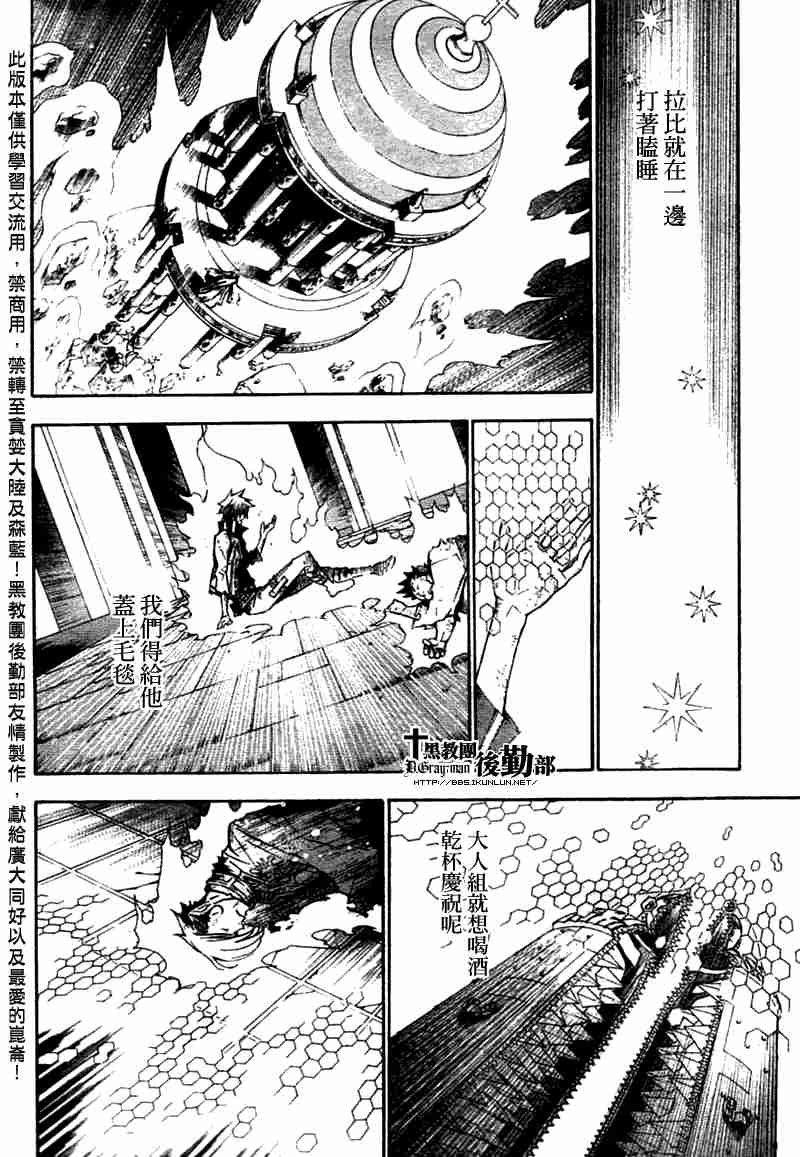 拉比就在一邊
打著瞌睡
我們得給他
蓋上毛毯
大人組就想喝酒
乾杯慶祝呢
黑教團
D.Gray-man
後勤部
HTTP://BBS.IKUNLUN.NET/
此版本僅供學習交流用，禁商用，禁轉至貪婪大陸及森藍！黑教團後勤部友情製作，獻給廣大同好以及最愛的崑崙！